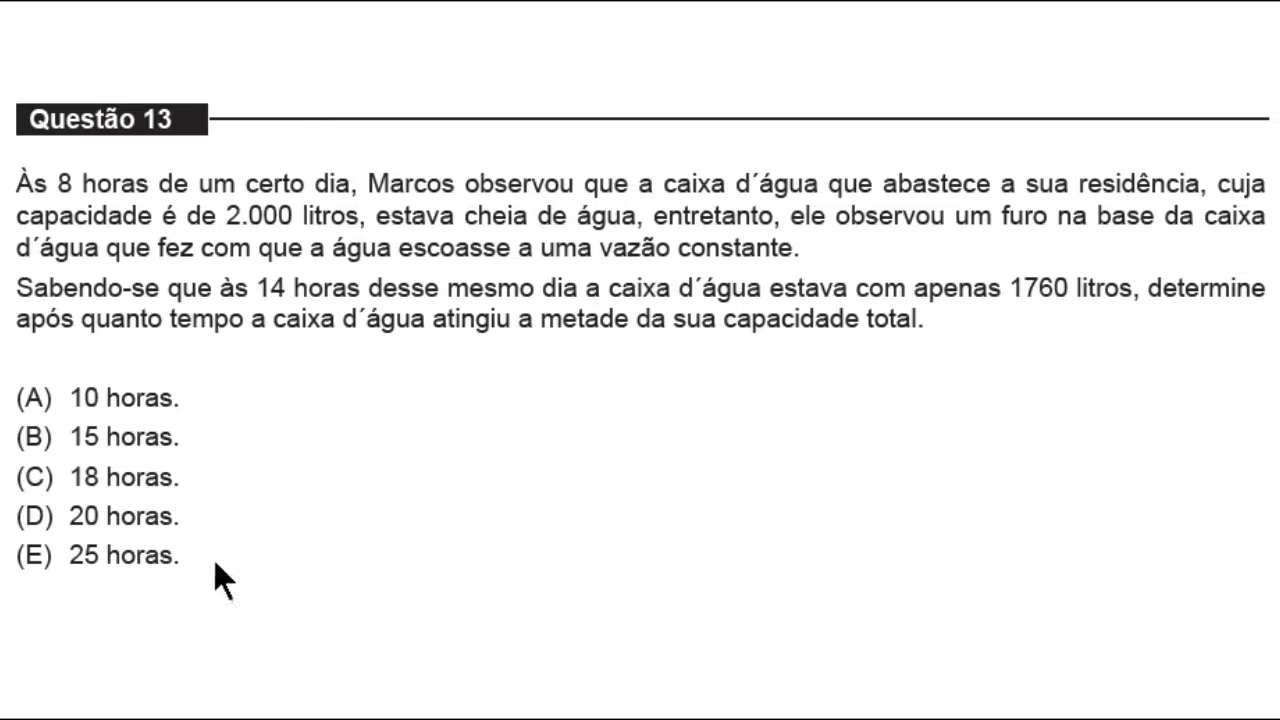 Questão 13
Às 8 horas de um certo dia, Marcos observou que a caixa d´água que abastece a sua residência, cuja
capacidade é de 2.000 litros, estava cheia de água, entretanto, ele observou um furo na base da caixa
d´água que fez com que a água escoasse a uma vazão constante.
Sabendo-se que às 14 horas desse mesmo dia a caixa d´água estava com apenas 1760 litros, determine
após quanto tempo a caixa d´água atingiu a metade da sua capacidade total.
(A) 10 horas.
(B) 15 horas.
(C) 18 horas.
(D) 20 horas.
(E) 25 horas.